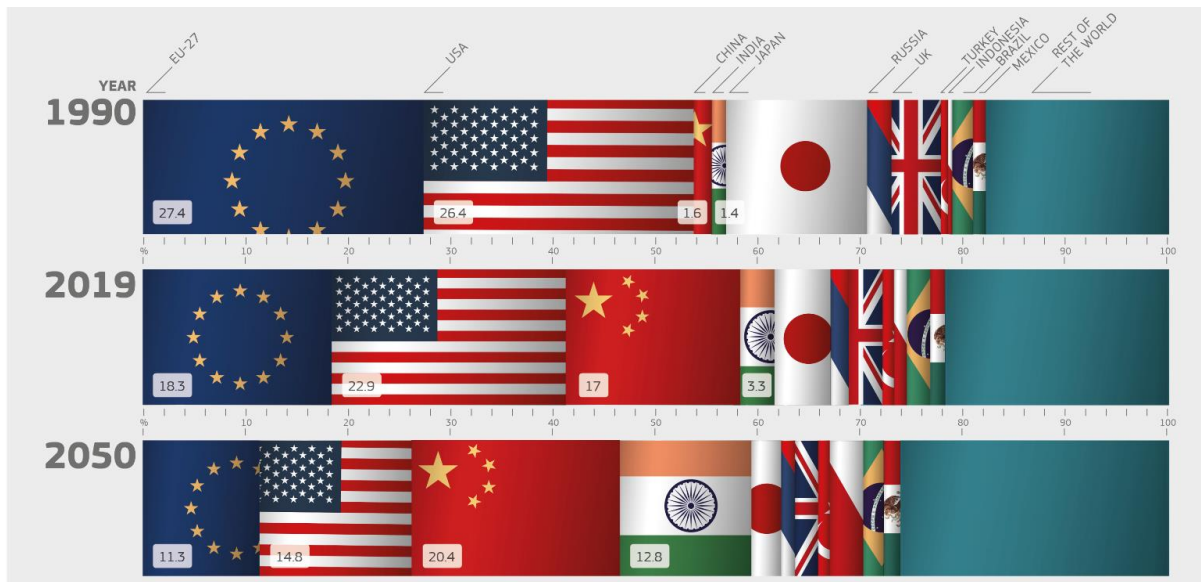 EU-27
USA
CHINA
INDIA
JAPAN
RUSSIA
UK
TURKEY
INDONESIA
BRAZIL
MEXICO
REST OF
THE WORLD
YEAR
1990
27.4
26.4
1.6
1.4
% 10 20 30 40 50 60 70 80 90 100
2019
18.3
22.9
17
3.3
% 10 20 30 40 50 60 70 80 90 100
2050
11.3
14.8
20.4
12.8